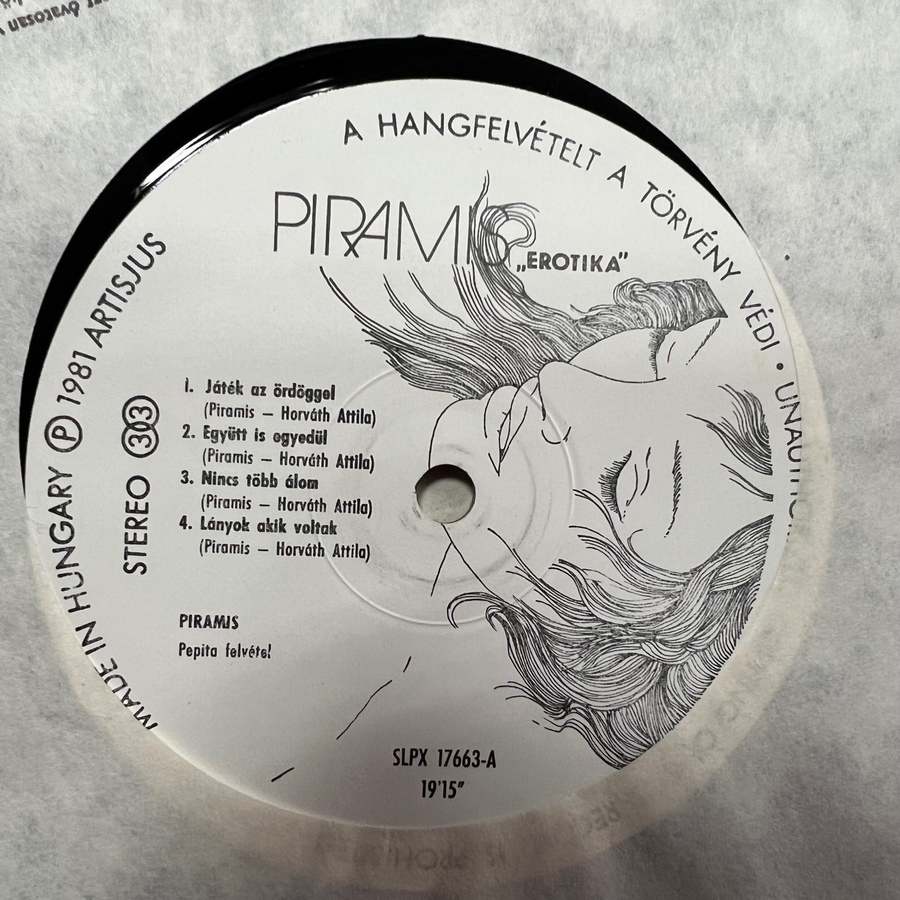 óvatosan
A HANGFELVÉTELT A TÖRVÉNY VÉDI •
PIRAMIS
„EROTIKA”
MADE IN HUNGARY Ⓟ 1981 ARTISJUS
STEREO 33
1. Játék az ördöggel
(Piramis – Horváth Attila)
2. Együtt is egyedül
(Piramis – Horváth Attila)
3. Nincs több álom
(Piramis – Horváth Attila)
4. Lányok akik voltak
(Piramis – Horváth Attila)
PIRAMIS
Pepita felvétel
SLPX 17663-A
19'15”